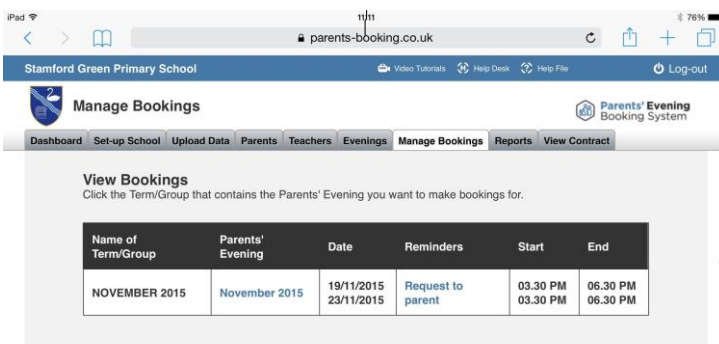 iPad 11:11 76%
parents-booking.co.uk
Stamford Green Primary School Video Tutorials Help Desk Help File Log-out
Manage Bookings Parents' Evening
Booking System
Dashboard Set-up School Upload Data Parents Teachers Evenings Manage Bookings Reports View Contract
View Bookings
Click the Term/Group that contains the Parents' Evening you want to make bookings for.
Name of Term/Group Parents' Evening Date Reminders Start End
NOVEMBER 2015 November 2015 19/11/2015 Request to parent 03.30 PM 06.30 PM
23/11/2015 03.30 PM 06.30 PM